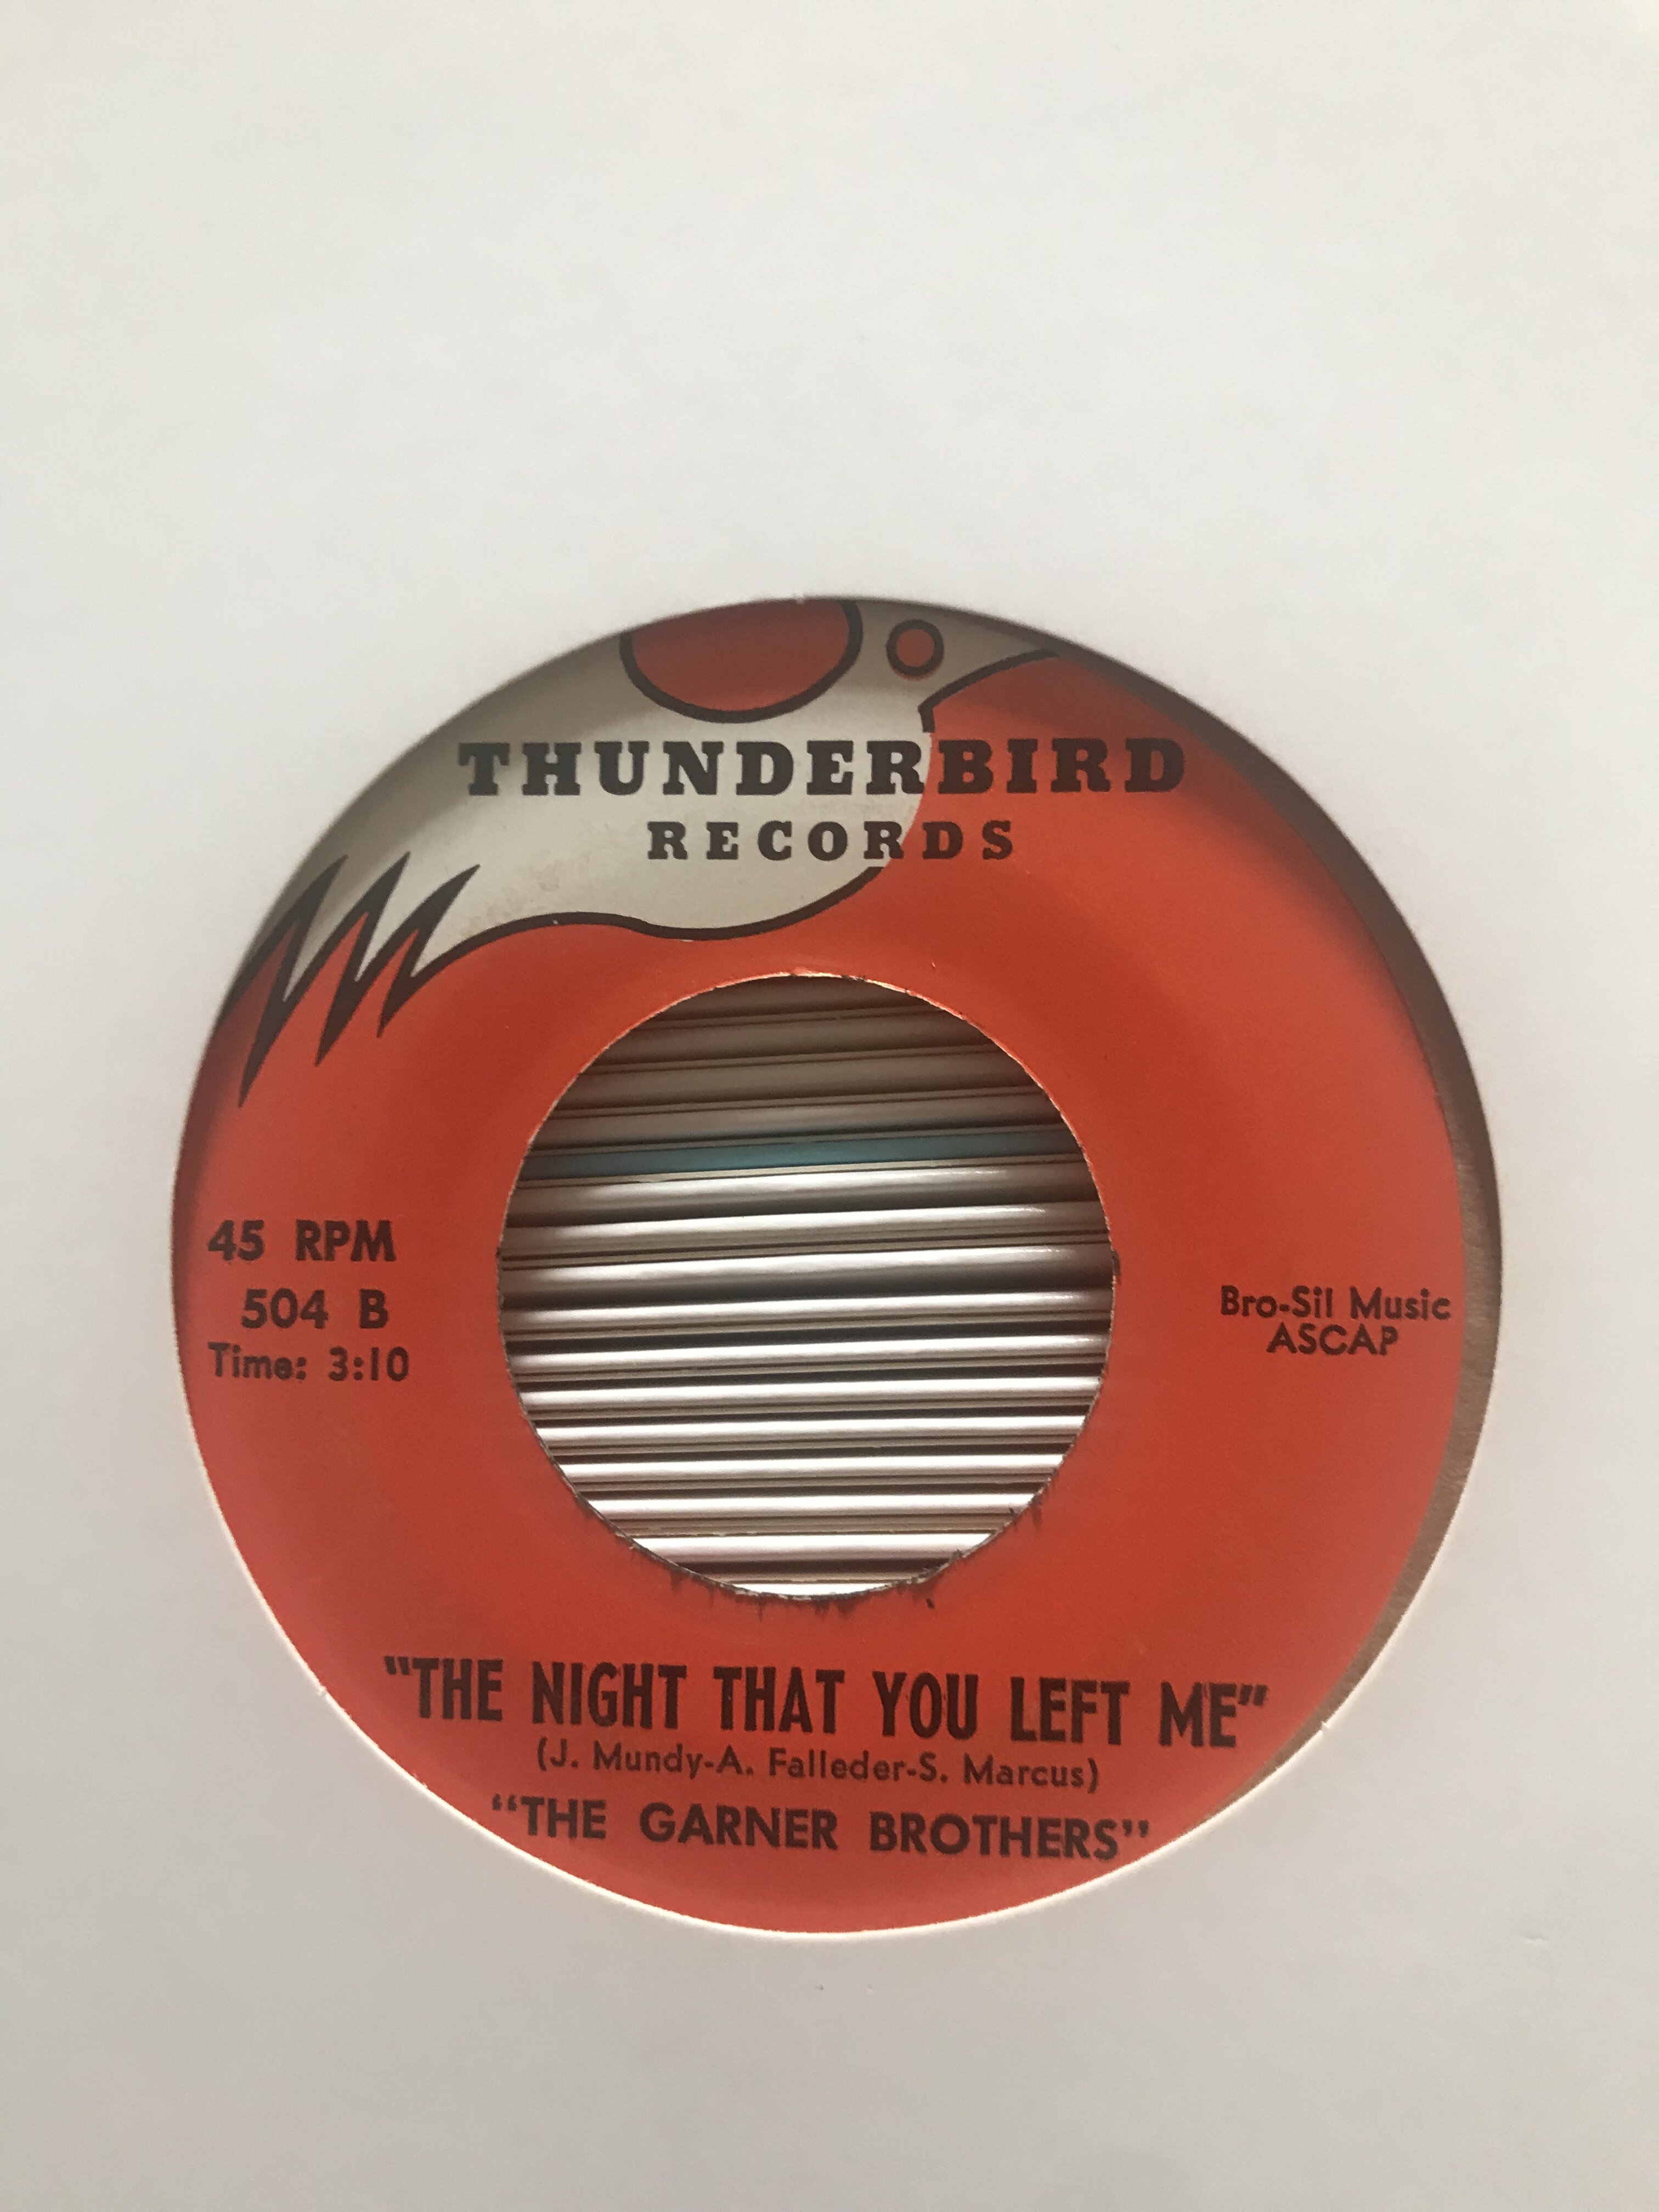 THUNDERBIRD
RECORDS
45 RPM
504 B
Time: 3:10
Bro-Sil Music
ASCAP
"THE NIGHT THAT YOU LEFT ME"
(J. Mundy-A. Falleder-S. Marcus)
"THE GARNER BROTHERS"